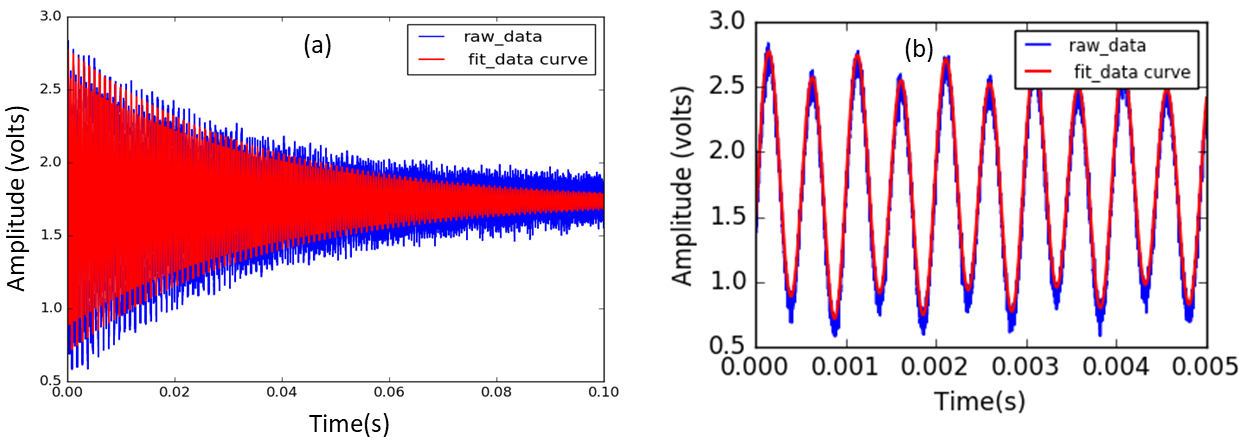 (a)
raw_data
fit_data curve
3.0
2.5
2.0
1.5
1.0
0.5
Amplitude (volts)
0.00
0.02
0.04
0.06
0.08
0.10
Time(s)
(b)
raw_data
fit_data curve
3.0
2.5
2.0
1.5
1.0
0.5
Amplitude (volts)
0.000
0.001
0.002
0.003
0.004
0.005
Time(s)